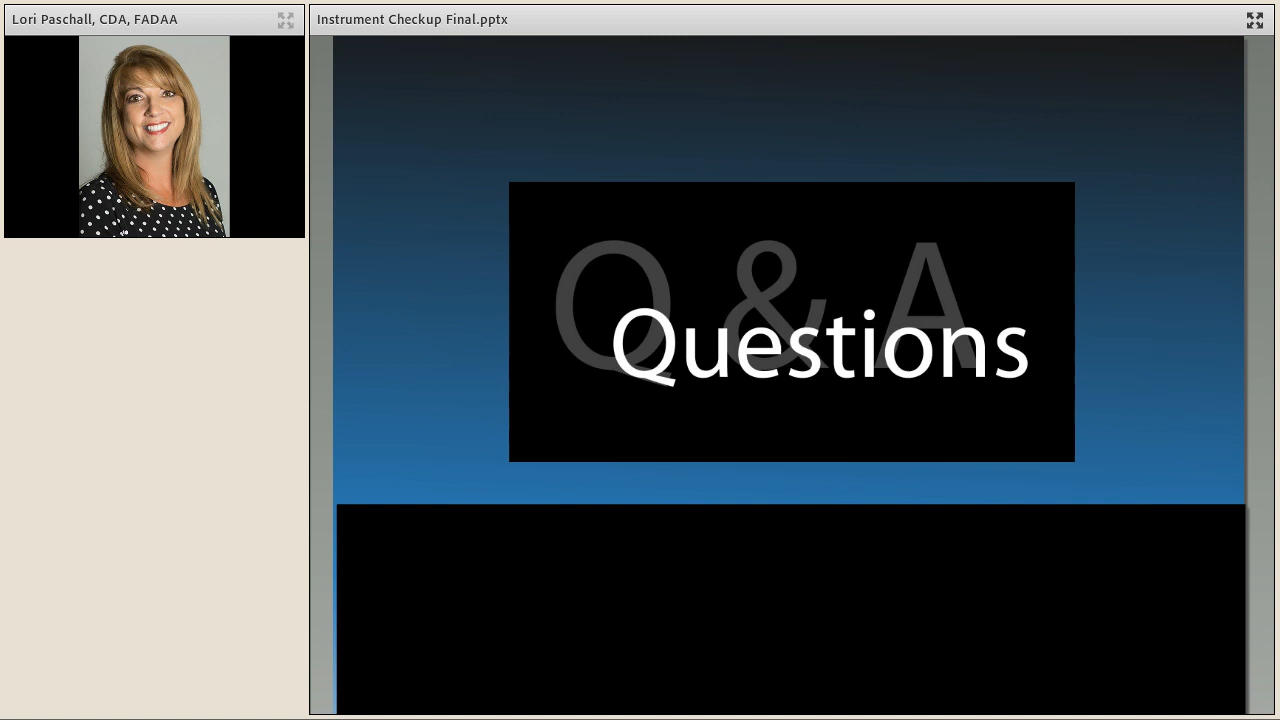 Lori Paschall, CDA, FADAA
Instrument Checkup Final.pptx
Q & A
Questions